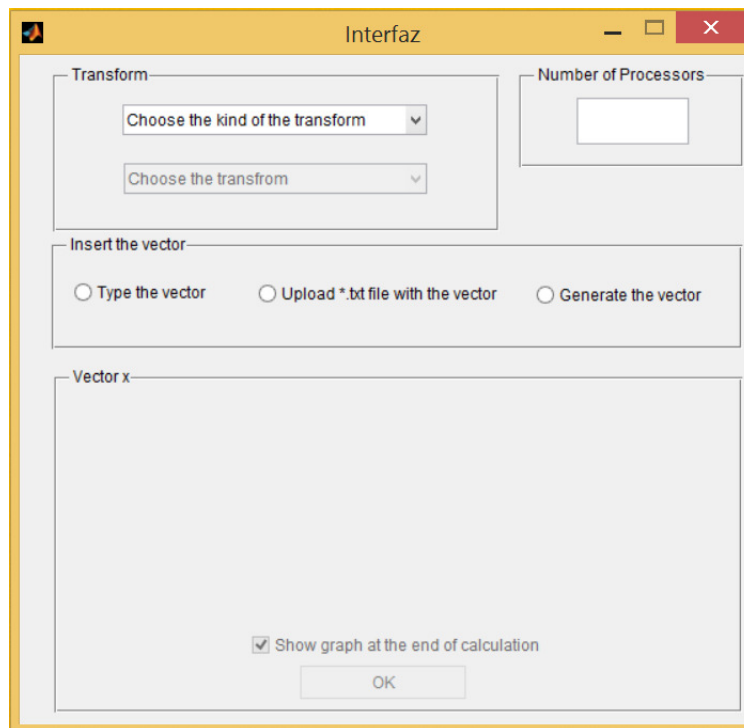 Interfaz
Transform
Number of Processors
Choose the kind of the transform
Choose the transfrom
Insert the vector
Type the vector
Upload *.txt file with the vector
Generate the vector
Vector x
Show graph at the end of calculation
OK